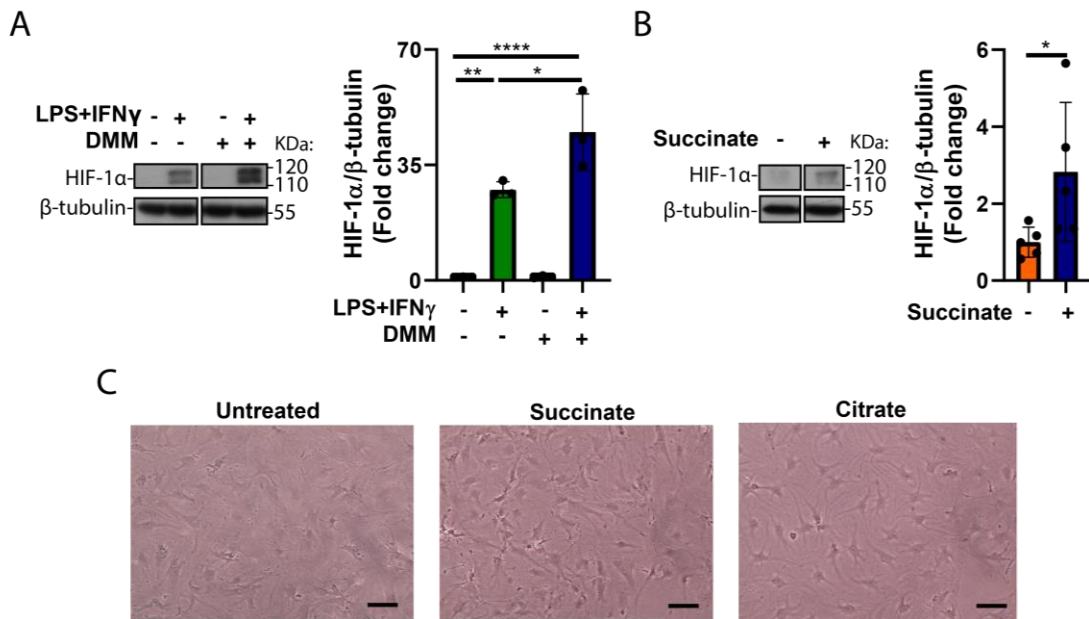 A
LPS+IFNγ - + - +
DMM - - + + KDa:
HIF-1α- -120
-110
β-tubulin- -55
HIF-1α/β-tubulin
(Fold change)
70
35
0
****
** *
LPS+IFNγ - + - +
DMM - - + +
B
Succinate - + KDa:
HIF-1α- -120
-110
β-tubulin- -55
HIF-1α/β-tubulin
(Fold change)
6
4
2
0
*
Succinate - +
C
Untreated Succinate Citrate